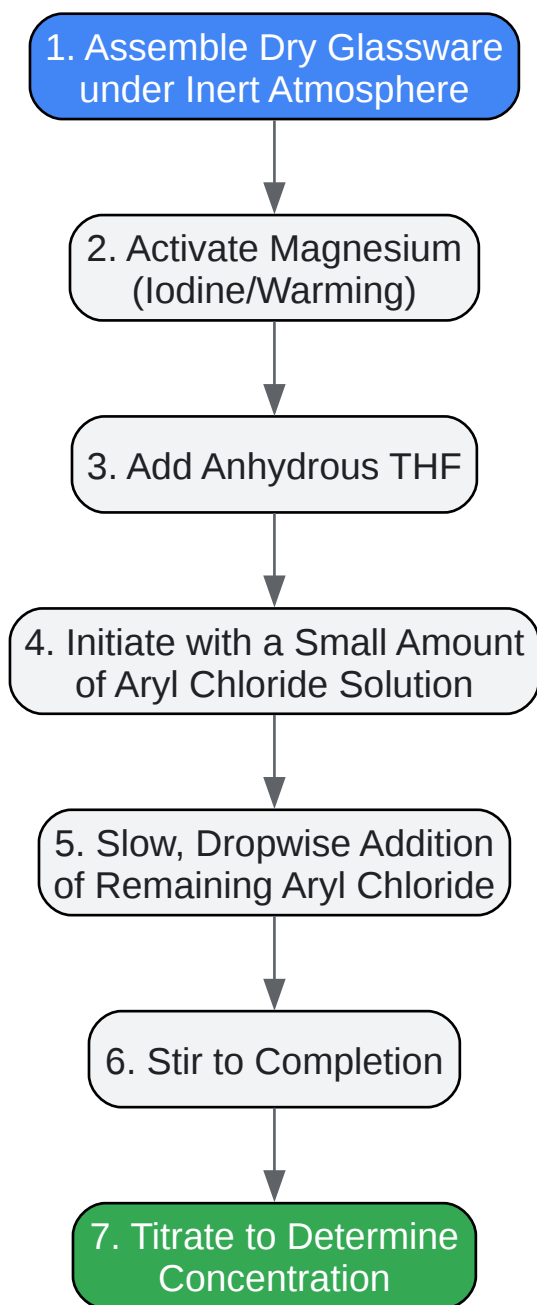 1. Assemble Dry Glassware
under Inert Atmosphere
2. Activate Magnesium
(Iodine/Warming)
3. Add Anhydrous THF
4. Initiate with a Small Amount
of Aryl Chloride Solution
5. Slow, Dropwise Addition
of Remaining Aryl Chloride
6. Stir to Completion
7. Titrate to Determine
Concentration